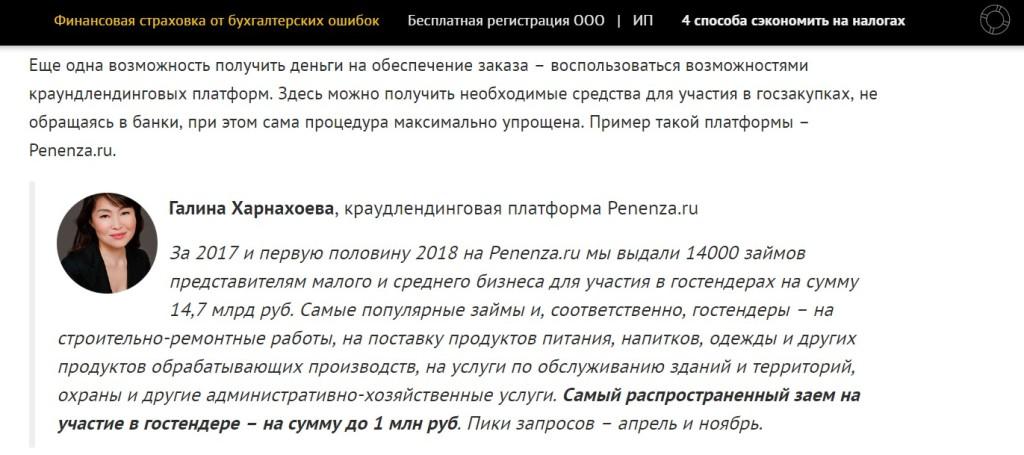 Финансовая страховка от бухгалтерских ошибок Бесплатная регистрация ООО | ИП 4 способа сэкономить на налогах
Еще одна возможность получить деньги на обеспечение заказа – воспользоваться возможностями
краундлендинговых платформ. Здесь можно получить необходимые средства для участия в госзакупках, не
обращаясь в банки, при этом сама процедура максимально упрощена. Пример такой платформы –
Penenza.ru.
Галина Харнахоева, краудлендинговая платформа Penenza.ru
За 2017 и первую половину 2018 на Penenza.ru мы выдали 14000 займов
представителям малого и среднего бизнеса для участия в гостендерах на сумму
14,7 млрд руб. Самые популярные займы и, соответственно, гостендеры – на
строительно-ремонтные работы, на поставку продуктов питания, напитков, одежды и других
продуктов обрабатывающих производств, на услуги по обслуживанию зданий и территорий,
охраны и другие административно-хозяйственные услуги. Самый распространенный заем на
участие в гостендере – на сумму до 1 млн руб. Пики запросов – апрель и ноябрь.